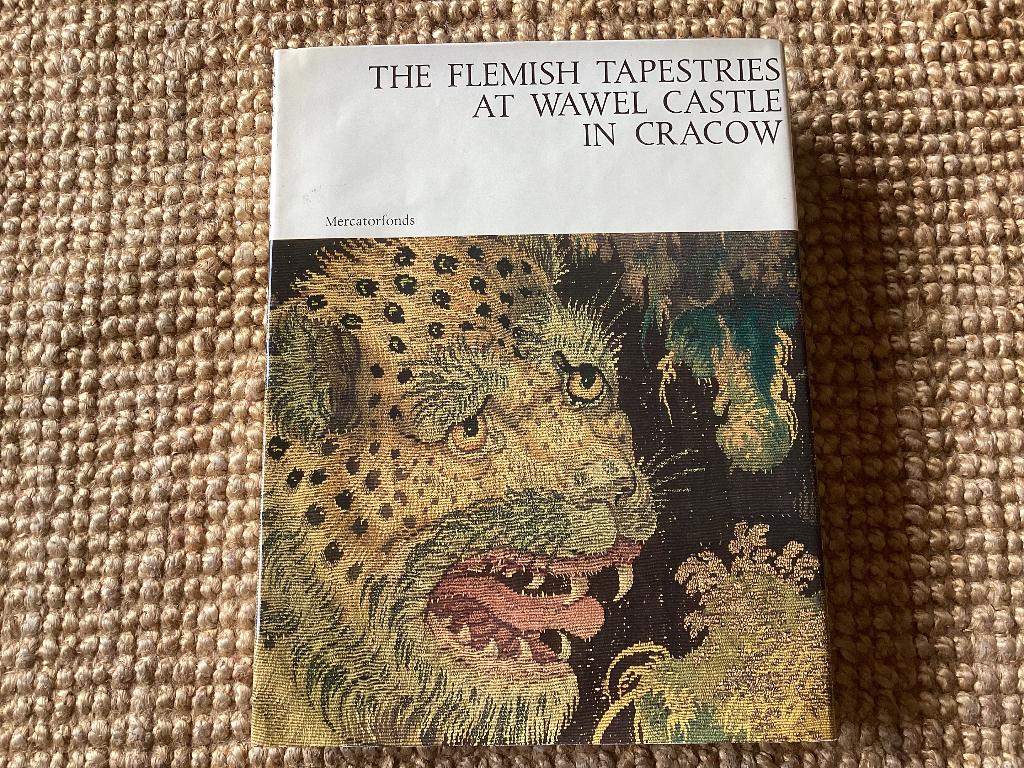 THE FLEMISH TAPESTRIES
AT WAWEL CASTLE
IN CRACOW
Mercatorfonds